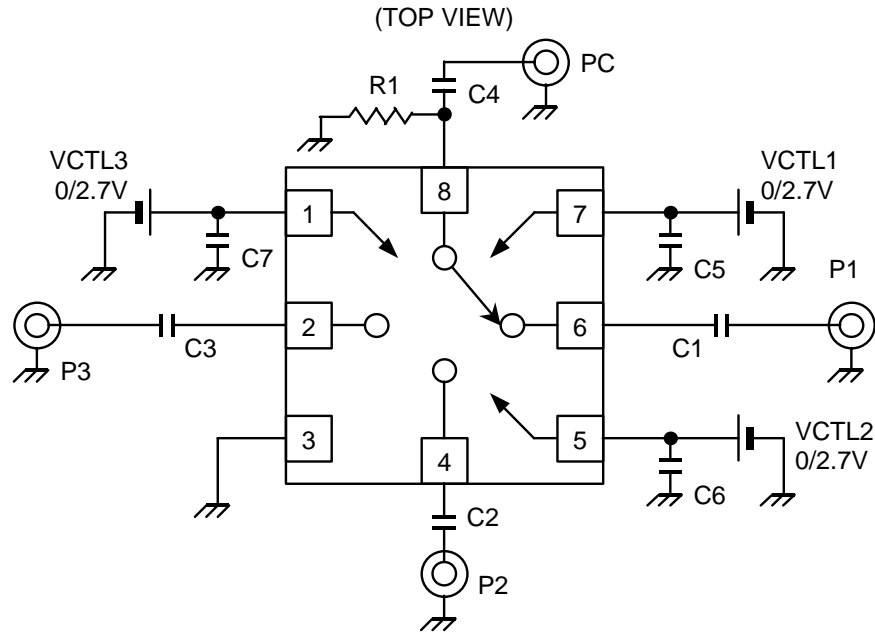 (TOP VIEW)
PC
R1
C4
VCTL3
0/2.7V
VCTL1
0/2.7V
8
1
7
C7
C5
P1
2
6
C3
C1
P3
3
5
VCTL2
0/2.7V
4
C6
C2
P2